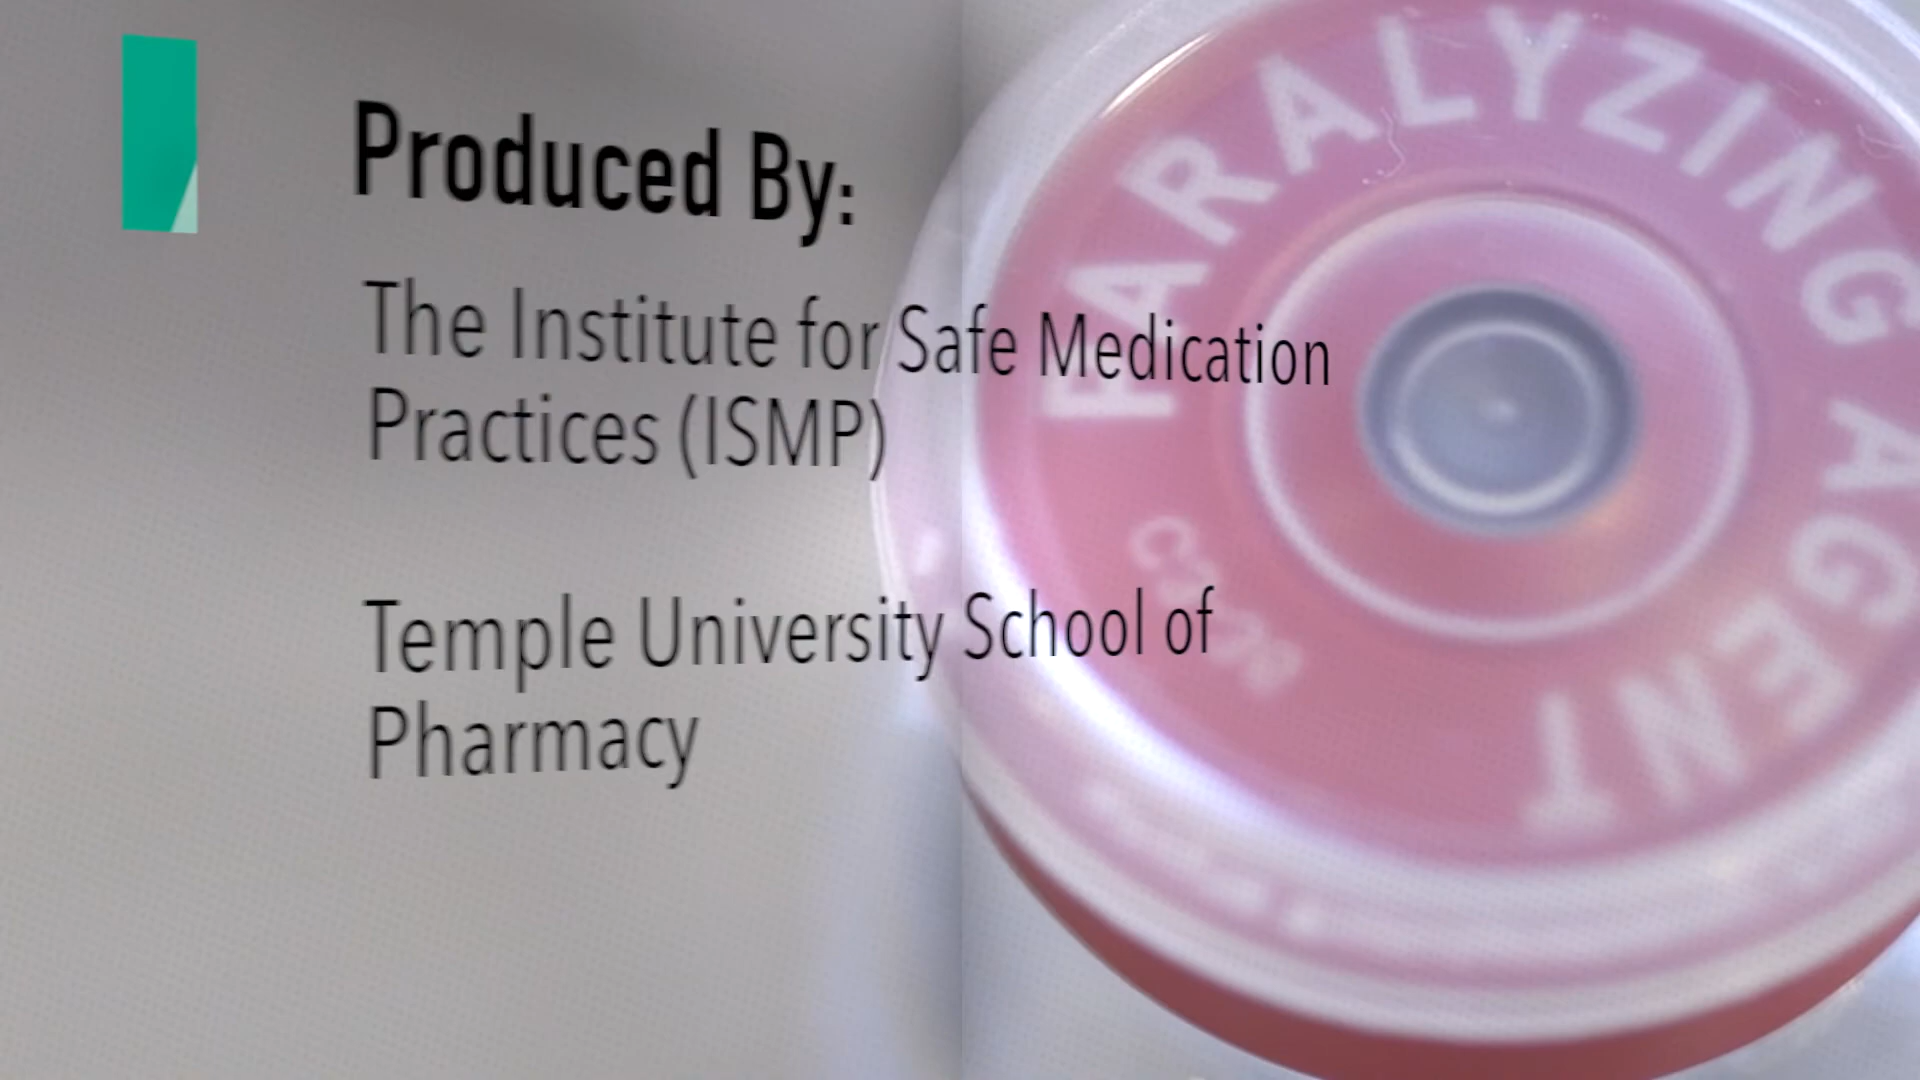 Produced By:
The Institute for Safe Medication
Practices (ISMP)
Temple University School of
Pharmacy
PARALYZING AGENT